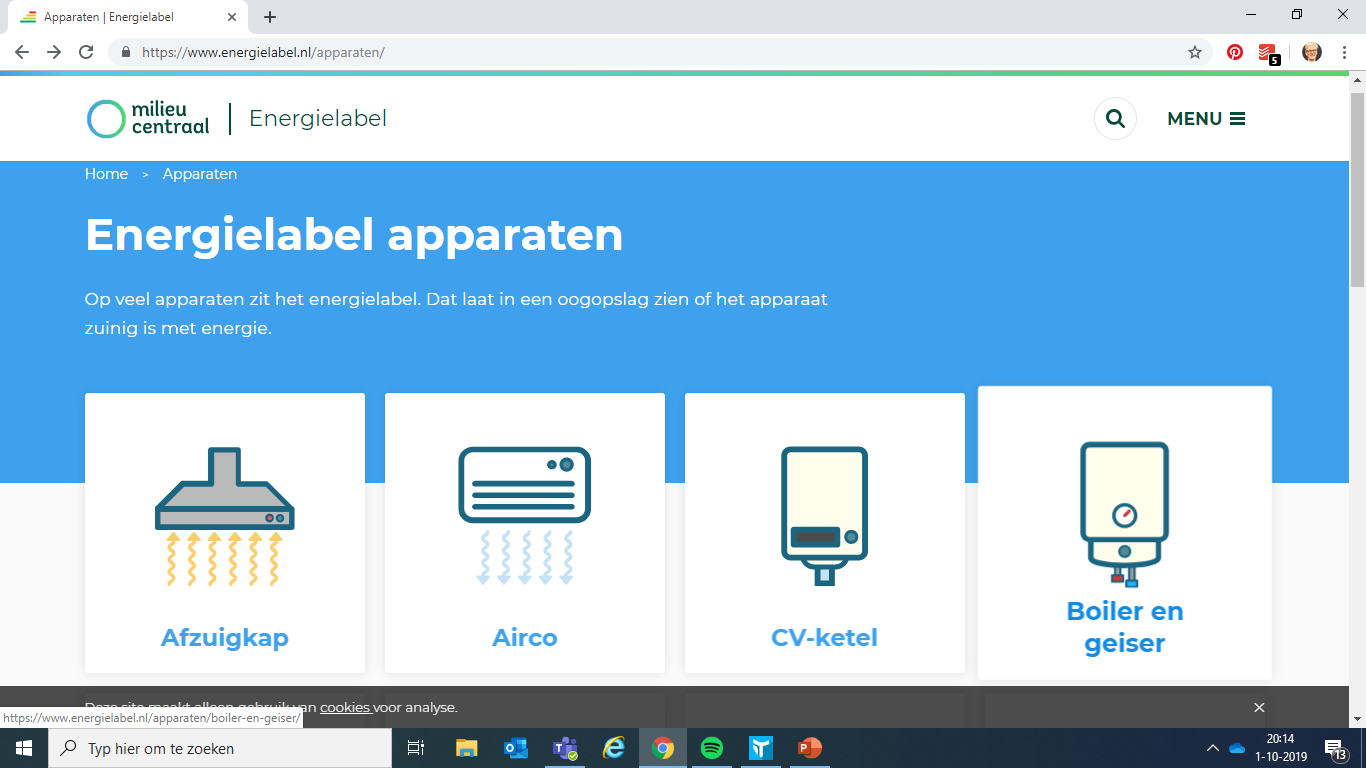 Apparaten | Energielabel
https://www.energielabel.nl/apparaten/
5
milieu
centraal
Energielabel
MENU
Home > Apparaten
Energielabel apparaten
Op veel apparaten zit het energielabel. Dat laat in een oogopslag zien of het apparaat
zuinig is met energie.
Afzuigkap
Airco
CV-ketel
Boiler en
geiser
Deze site maakt alleen gebruik van cookies voor analyse.
https://www.energielabel.nl/apparaten/boiler-en-geiser/
Typ hier om te zoeken
20:14
1-10-2019
13